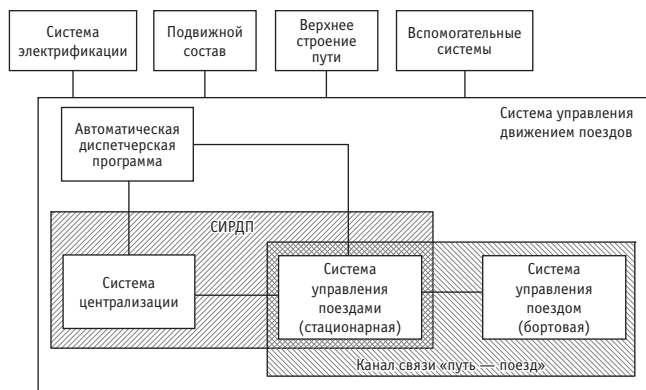 Система
электрификации
Подвижной
состав
Верхнее
строение
пути
Вспомогательные
системы
Система управления
движением поездов
Автоматическая
диспетчерская
программа
СИРДП
Система
централизации
Система
управления
поездами
(стационарная)
Система
управления
поездом
(бортовая)
Канал связи «путь — поезд»